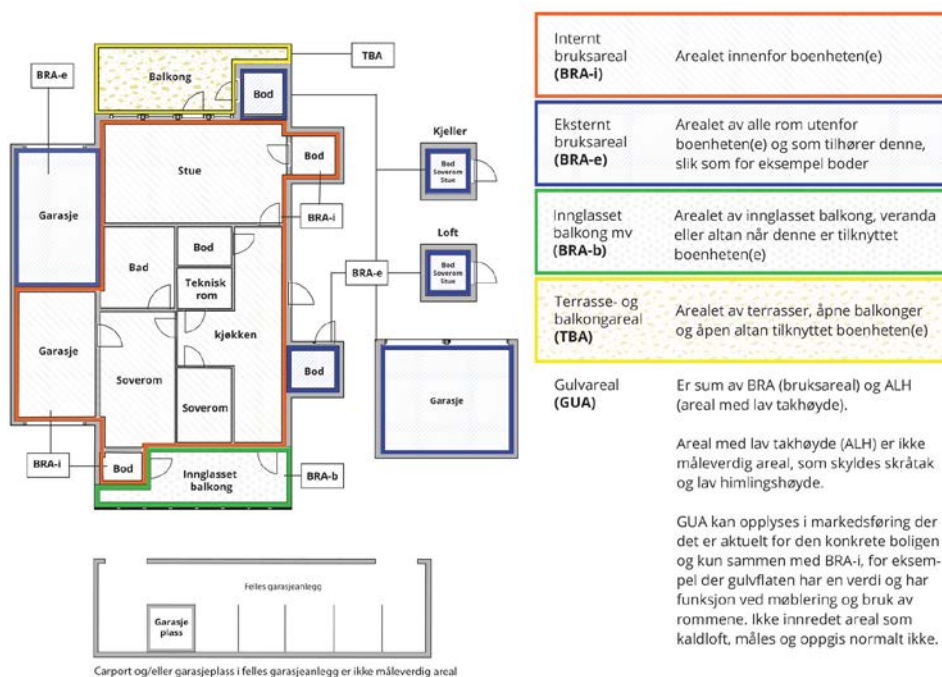 TBA
BRA-e
Balkong
Bod
Kjeller
Stue
Bod
Bod
Soverom
Stue
BRA-i
Garasje
Bod
Loft
Bad
BRA-e
Bod
Soverom
Stue
Teknisk
rom
kjøkken
Garasje
Bod
Soverom
Garasje
Soverom
BRA-i
Bod
Innglasset
balkong
BRA-b
Felles garasjeanlegg
Garasje
plass
Carport og/eller garasjeplass i felles garasjeanlegg er ikke måleverdig areal
Internt
bruksareal
(BRA-i)
Arealet innenfor boenheten(e)
Eksternt
bruksareal
(BRA-e)
Arealet av alle rom utenfor
boenheten(e) og som tilhører denne,
slik som for eksempel boder
Innglasset
balkong mv
(BRA-b)
Arealet av innglasset balkong, veranda
eller altan når denne er tilknyttet
boenheten(e)
Terrasse- og
balkongareal
(TBA)
Arealet av terrasser, åpne balkonger
og åpen altan tilknyttet boenheten(e)
Gulvareal
(GUA)
Er sum av BRA (bruksareal) og ALH
(areal med lav takhøyde).
Areal med lav takhøyde (ALH) er ikke
måleverdig areal, som skyldes skråtak
og lav himlingshøyde.
GUA kan opplyses i markedsføring der
det er aktuelt for den konkrete boligen
og kun sammen med BRA-i, for eksem-
pel der gulvflaten har en verdi og har
funksjon ved møblering og bruk av
rommene. Ikke innredet areal som
kaldloft, måles og oppgis normalt ikke.